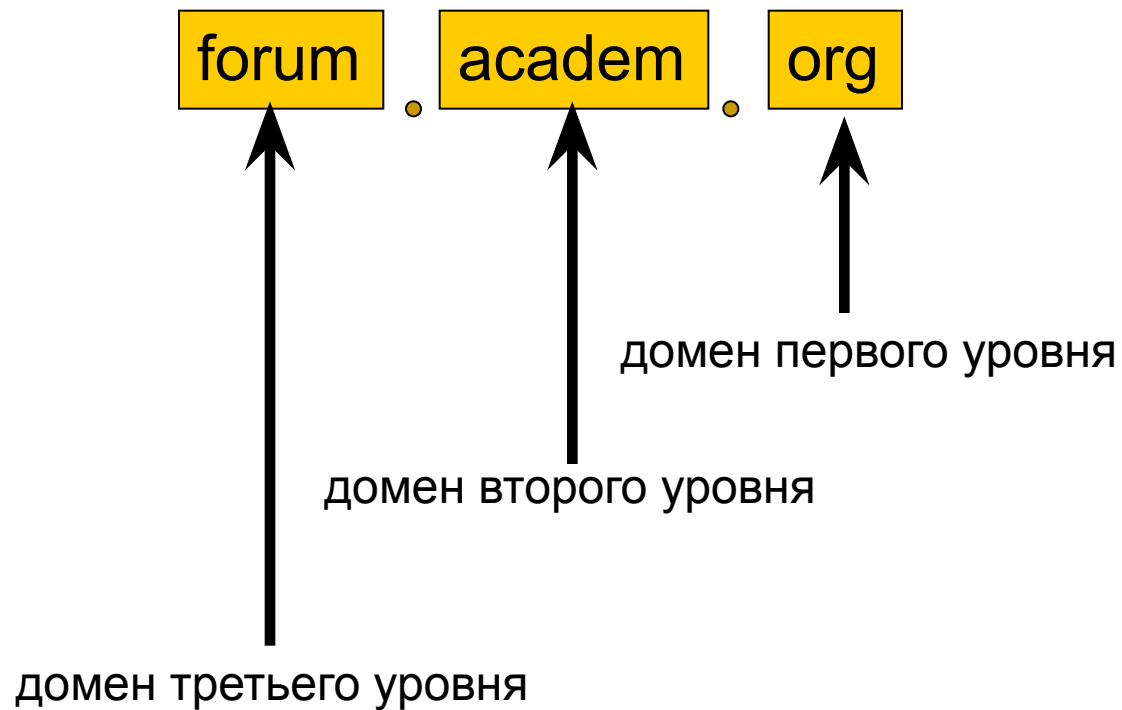 forum . academ . org
домен первого уровня
домен второго уровня
домен третьего уровня